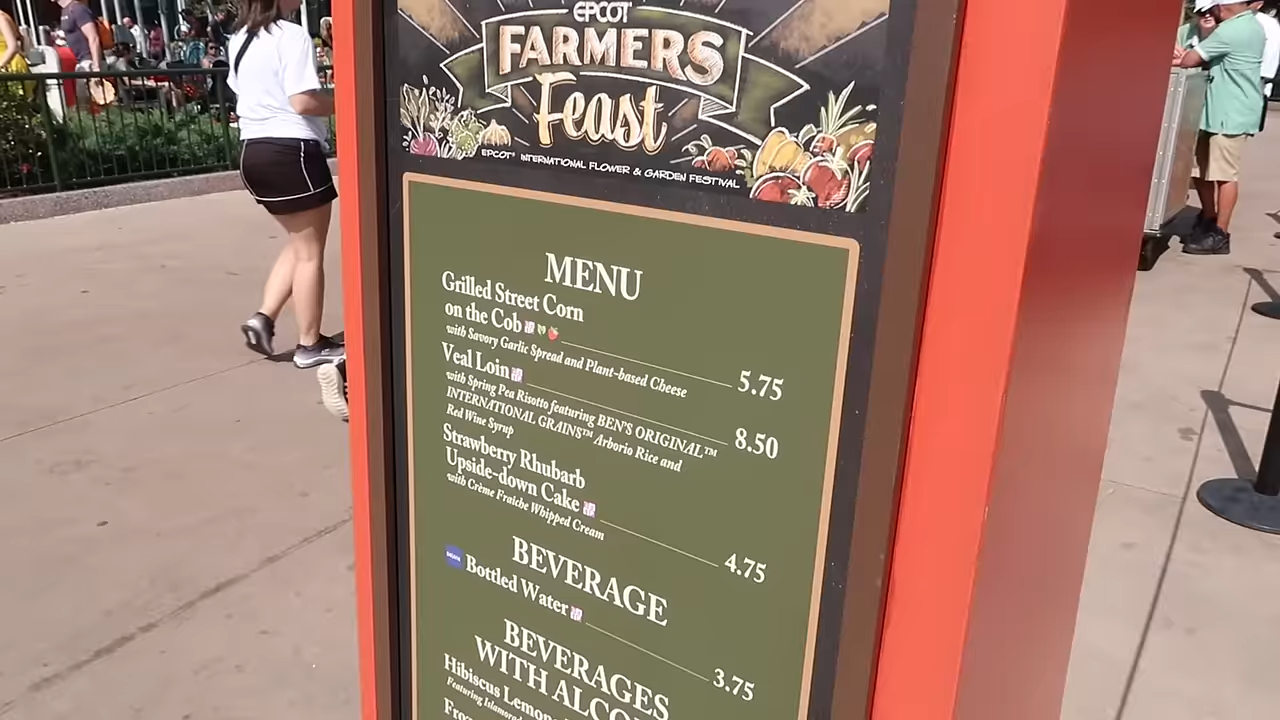 EPCOT
FARMERS
Feast
EPCOT® INTERNATIONAL FLOWER & GARDEN FESTIVAL
MENU
Grilled Street Corn
on the Cob
with Savory Garlic Spread and Plant-based Cheese
5.75
Veal Loin
with Spring Pea Risotto featuring BEN'S ORIGINAL™
INTERNATIONAL GRAINS™ Arborio Rice and
Red Wine Syrup
8.50
Strawberry Rhubarb
Upside-down Cake
with Crème Fraiche Whipped Cream
4.75
BEVERAGE
Bottled Water
3.75
BEVERAGES
WITH
Hibiscus
Featuring